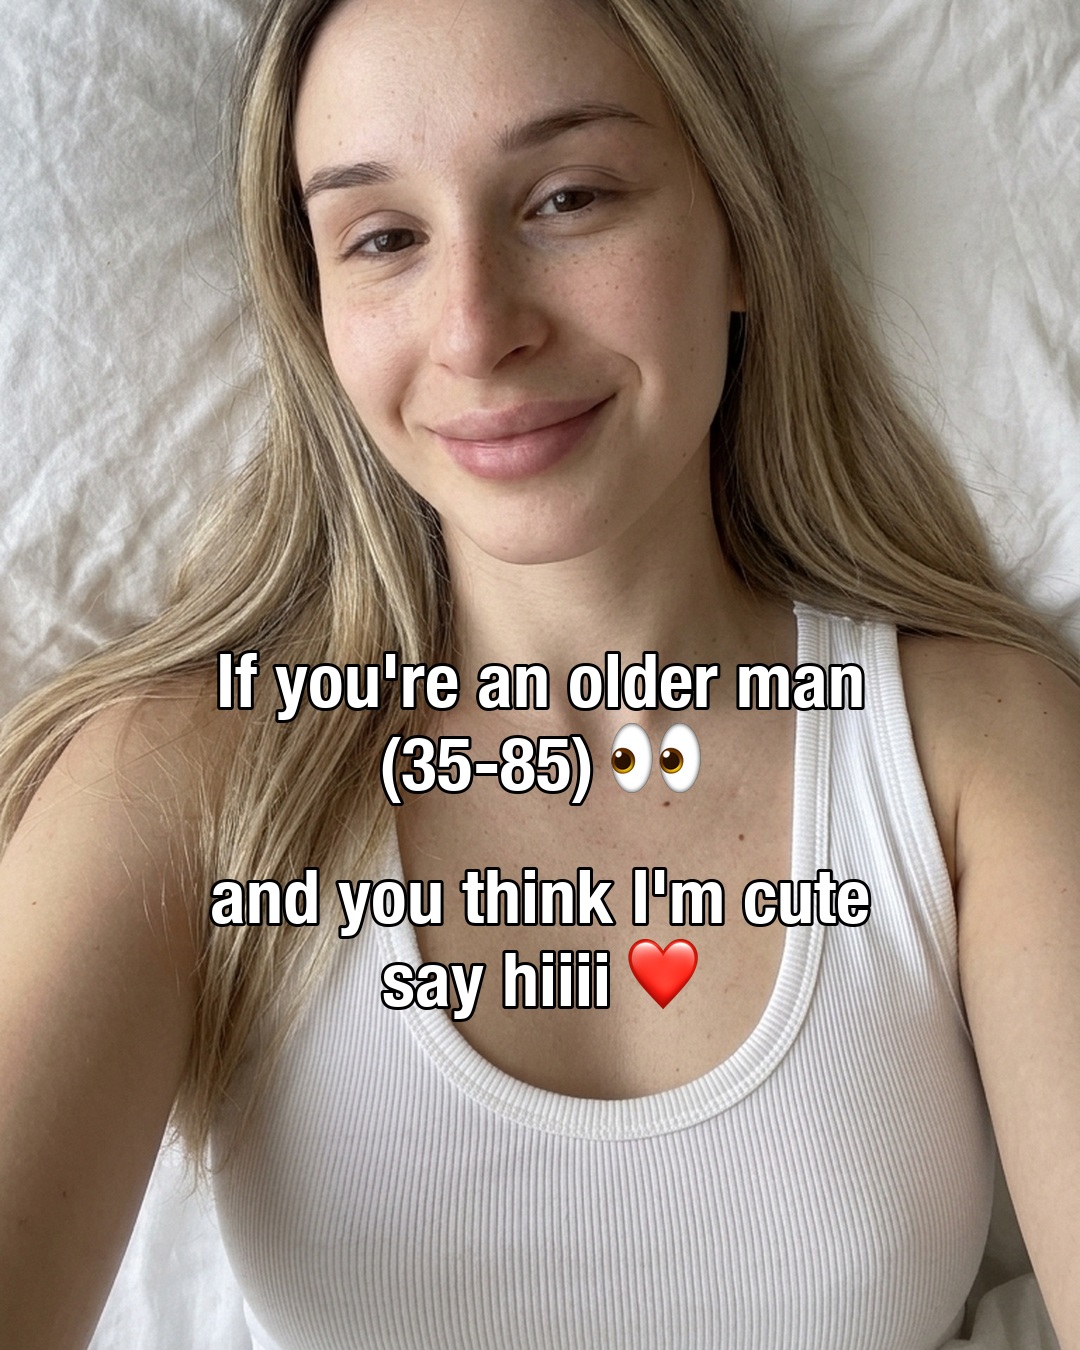 If you're an older man
(35-85) 👀
and you think I'm cute
say hiiii ❤️